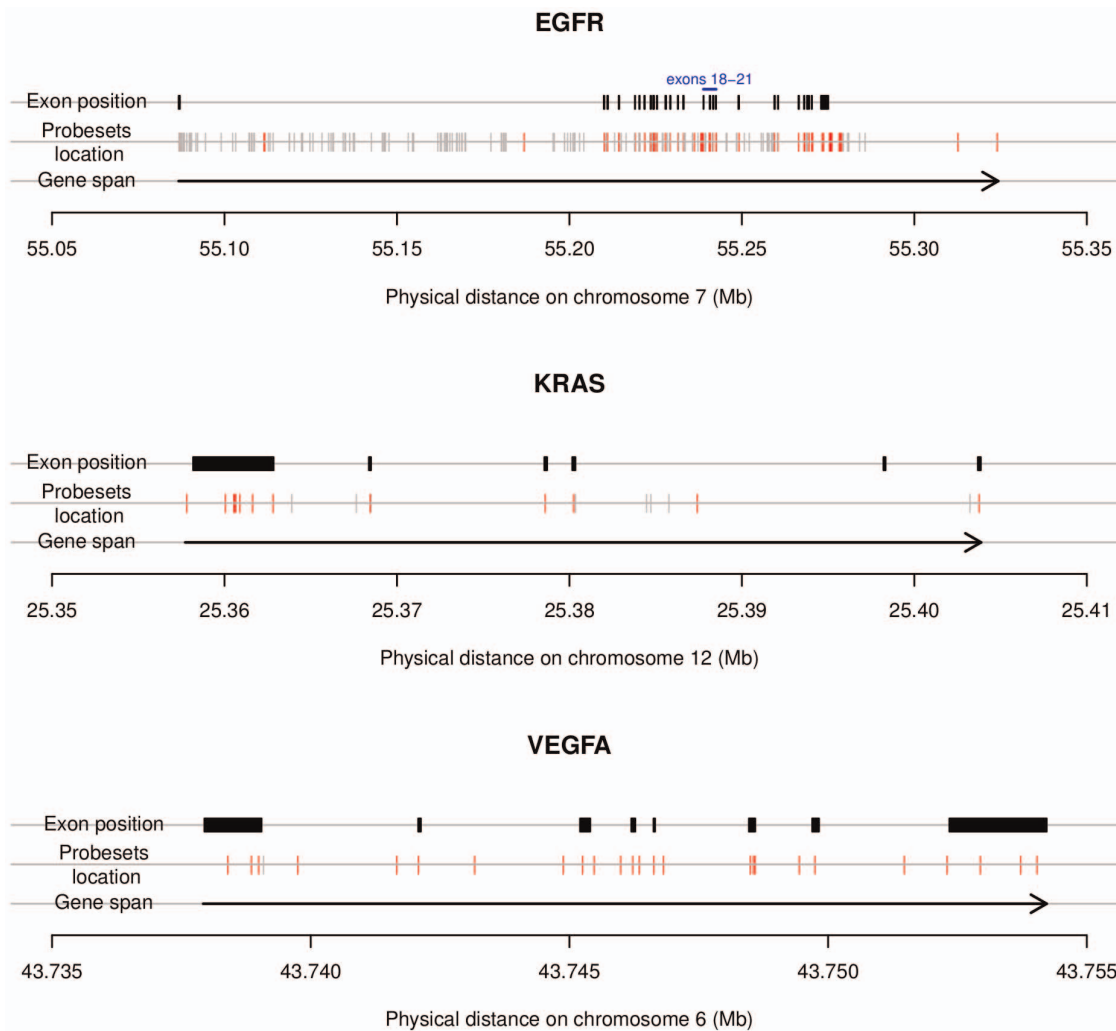 EGFR
exons 18−21
Exon position
Probesets
location
Gene span
55.05 55.10 55.15 55.20 55.25 55.30 55.35
Physical distance on chromosome 7 (Mb)
KRAS
Exon position
Probesets
location
Gene span
25.35 25.36 25.37 25.38 25.39 25.40 25.41
Physical distance on chromosome 12 (Mb)
VEGFA
Exon position
Probesets
location
Gene span
43.735 43.740 43.745 43.750 43.755
Physical distance on chromosome 6 (Mb)